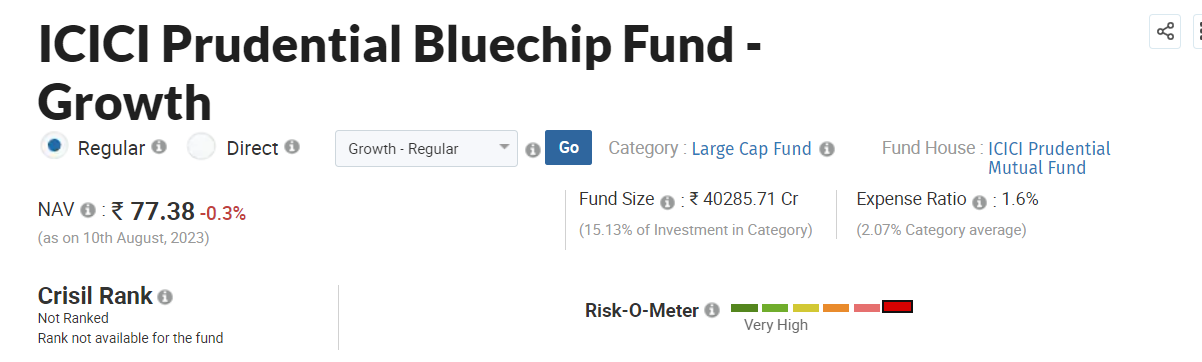 ICICI Prudential Bluechip Fund -
Growth
Regular Direct Growth - Regular Go Category : Large Cap Fund Fund House : ICICI Prudential
Mutual Fund
NAV : ₹ 77.38 -0.3% Fund Size : ₹ 40285.71 Cr Expense Ratio : 1.6%
(as on 10th August, 2023) (15.13% of Investment in Category) (2.07% Category average)
Crisil Rank
Not Ranked
Rank not available for the fund
Risk-O-Meter
Very High